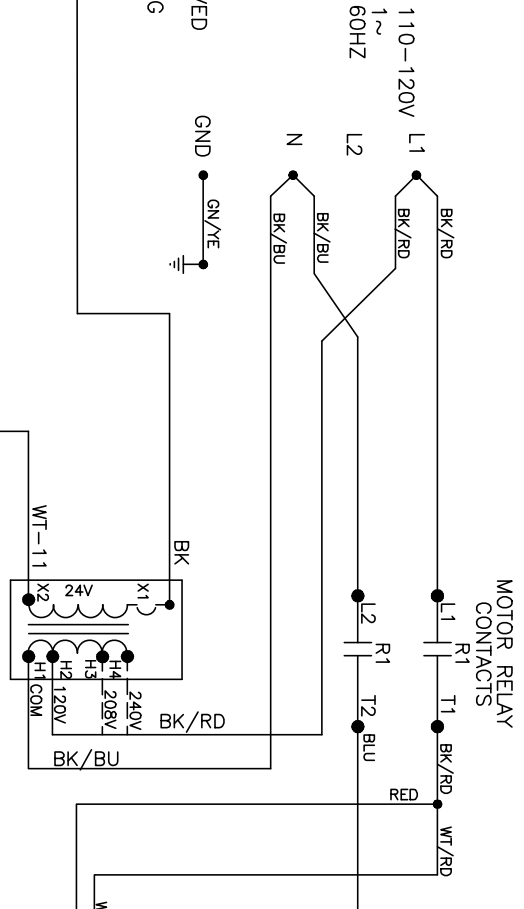 YED
G
110-120V
1~
60HZ
GND
N
L2
L1
GN/YE
BK/BU
BK/BU
BK/RD
BK/RD
WT-11
BK
MOTOR RELAY
CONTACTS
X2
24V
X1
L2
L1
R1
R1
H1
H2
H3
H4
COM
120V
208V
240V
T2
T1
BK/RD
BK/BU
BLU
BK/RD
RED
WT/RD
W